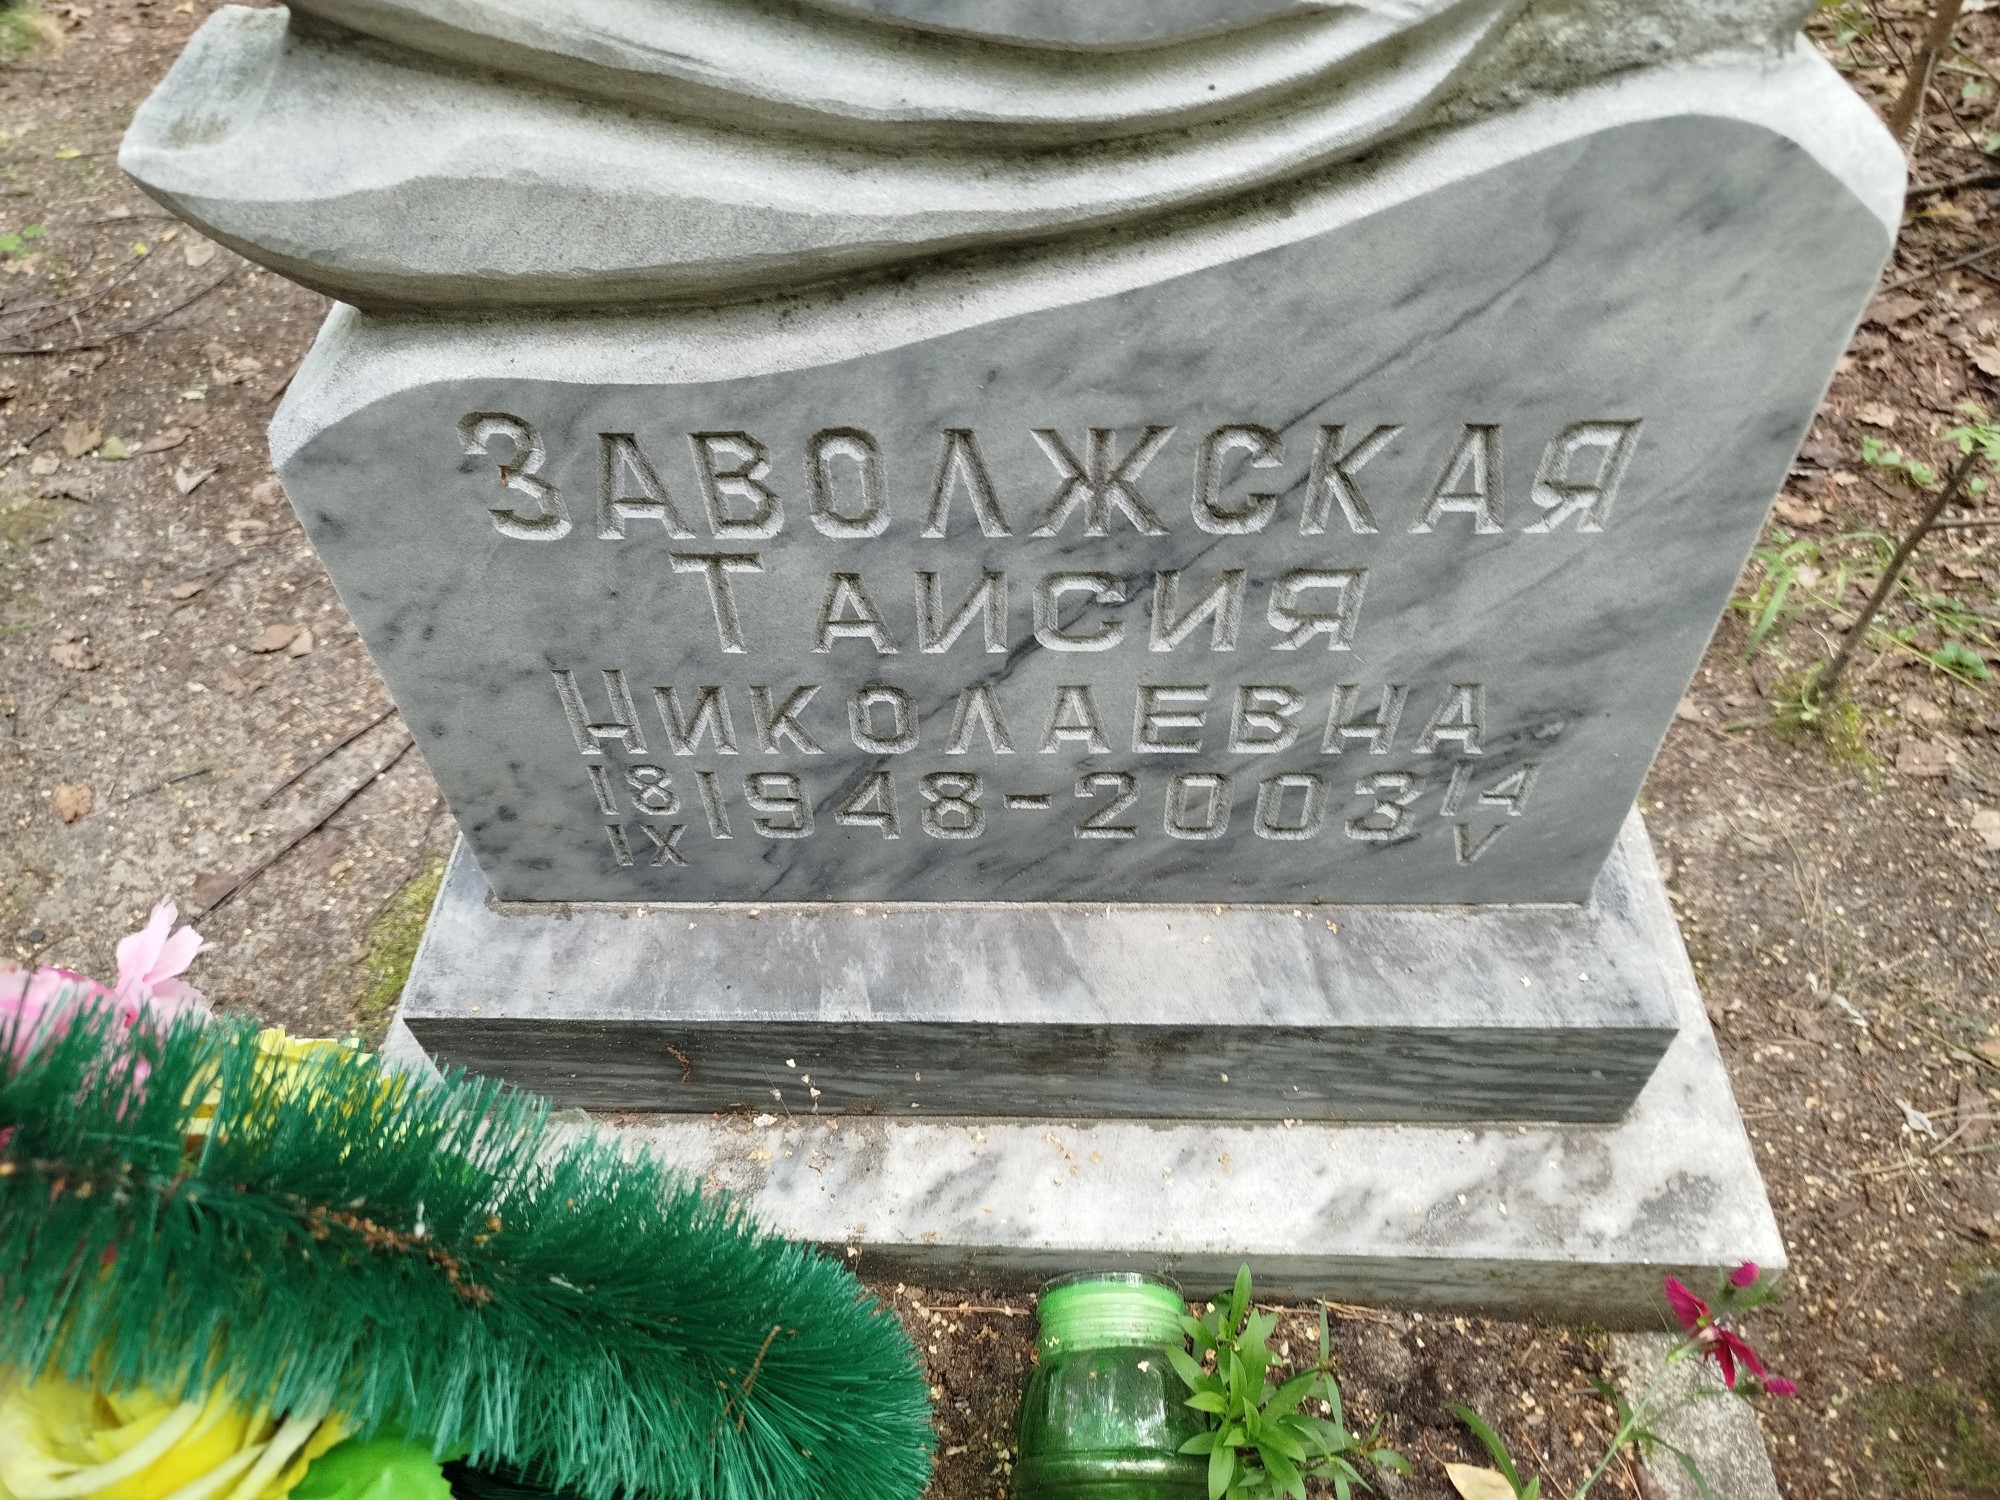 Заволжская
Таисия
Николаевна
18 IX 1948-2003 14 V